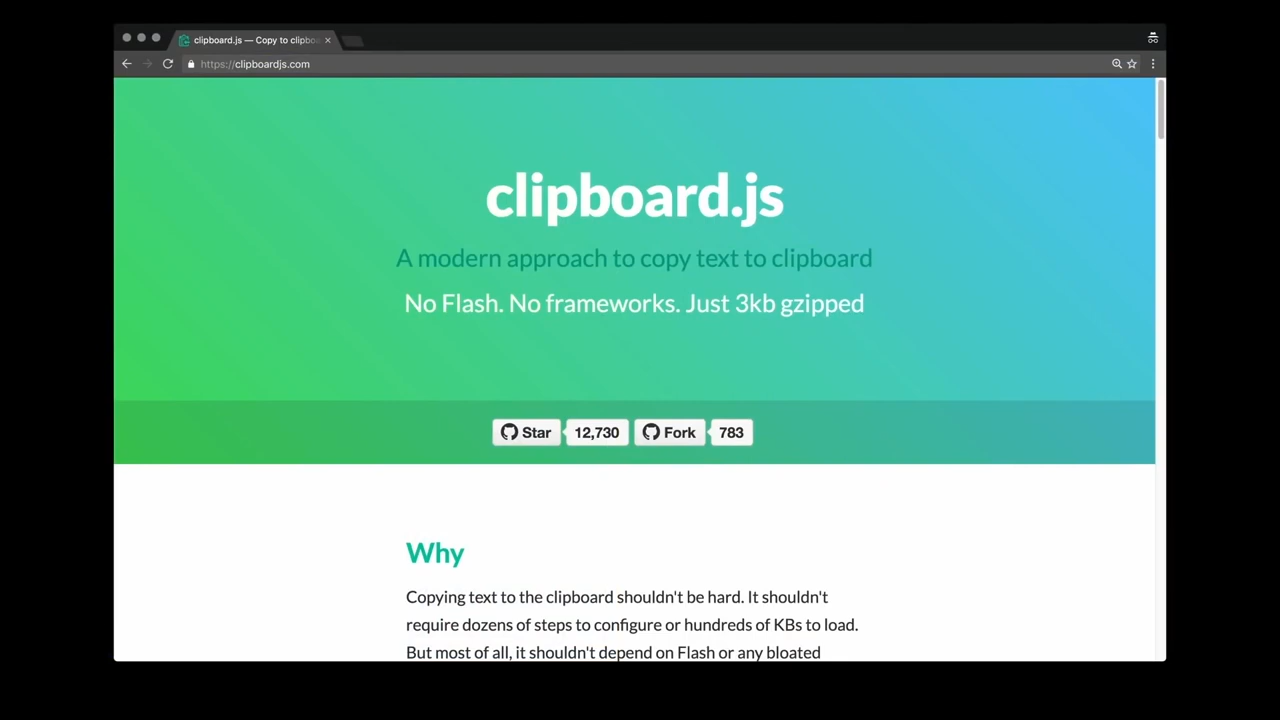 clipboard.js — Copy to clipbo
https://clipboardjs.com
clipboard.js
A modern approach to copy text to clipboard
No Flash. No frameworks. Just 3kb gzipped
Star 12,730 Fork 783
Why
Copying text to the clipboard shouldn't be hard. It shouldn't
require dozens of steps to configure or hundreds of KBs to load.
But most of all, it shouldn't depend on Flash or any bloated